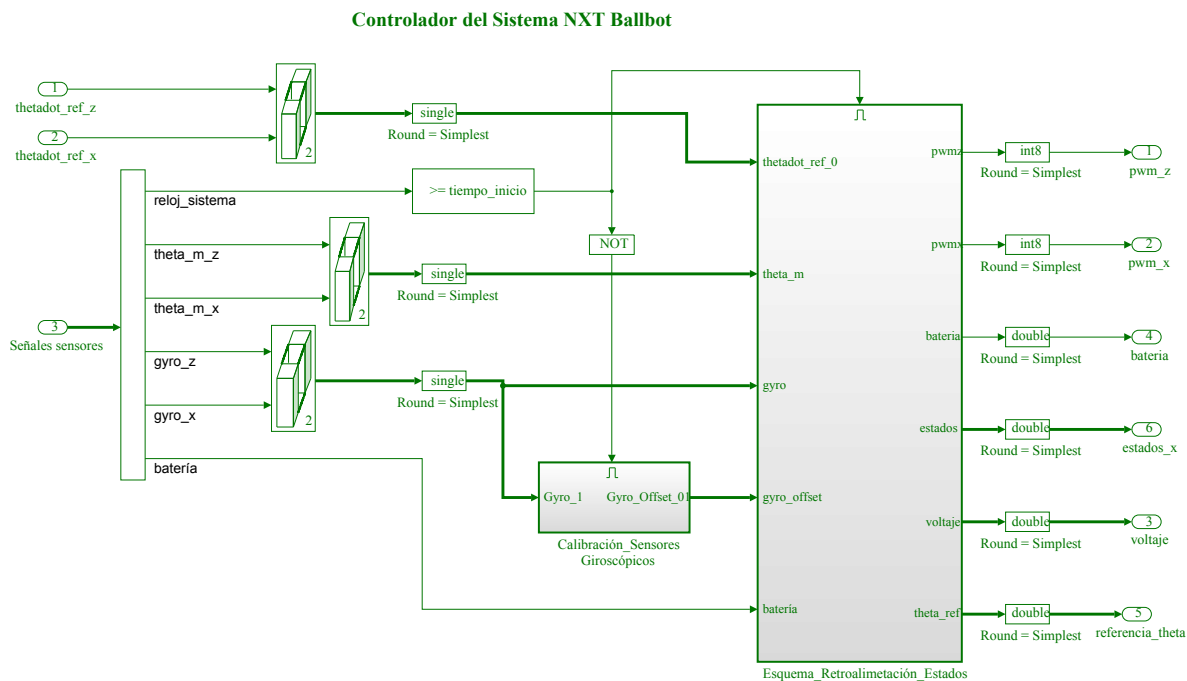 Controlador del Sistema NXT Ballbot
1
thetadot_ref_z
2
thetadot_ref_x
2
single
Round = Simplest
reloj_sistema
>= tiempo_inicio
NOT
theta_m_z
theta_m_x
2
single
Round = Simplest
3
Señales sensores
gyro_z
gyro_x
2
single
Round = Simplest
batería
Gyro_1
Gyro_Offset_01
Calibración_Sensores
Giroscópicos
thetadot_ref_0
theta_m
gyro
gyro_offset
bateria
pwmz
pwmx
bateria
estados
voltaje
theta_ref
Esquema_Retroalimetación_Estados
int8
Round = Simplest
1
pwm_z
int8
Round = Simplest
2
pwm_x
double
Round = Simplest
4
bateria
double
Round = Simplest
6
estados_x
double
Round = Simplest
3
voltaje
double
Round = Simplest
5
referencia_theta